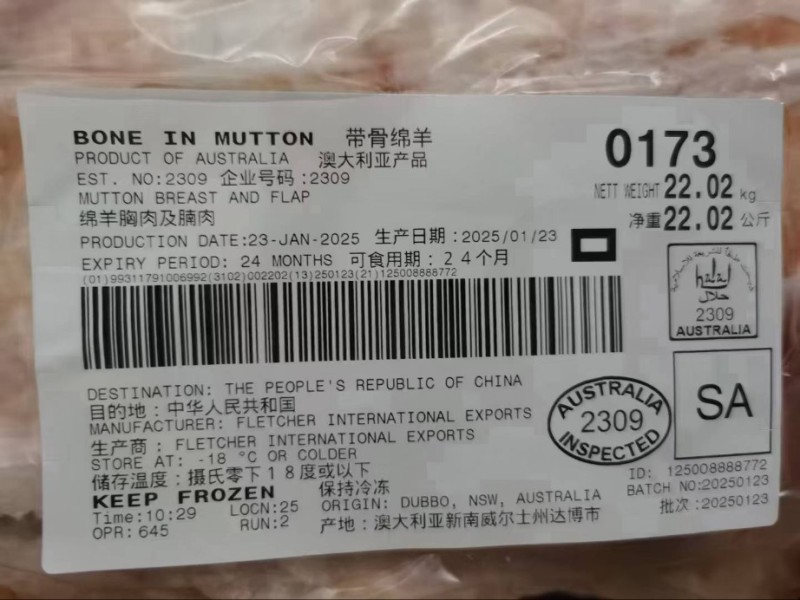 BONE IN MUTTON 带骨绵羊
PRODUCT OF AUSTRALIA 澳大利亚产品
EST. NO:2309 企业号码:2309
MUTTON BREAST AND FLAP
绵羊胸肉及腩肉
PRODUCTION DATE:23-JAN-2025 生产日期:2025/01/23
EXPIRY PERIOD: 24 MONTHS 可食用期:24个月
(01)99311791006992(3102)002202(13)250123(21)125008888772
0173
NETT WEIGHT 22.02 kg
净重 22.02 公斤
halal
حلال
2309
AUSTRALIA
DESTINATION: THE PEOPLE'S REPUBLIC OF CHINA
目的地:中华人民共和国
MANUFACTURER: FLETCHER INTERNATIONAL EXPORTS
生产商: FLETCHER INTERNATIONAL EXPORTS
STORE AT: -18 °C OR COLDER
储存温度:摄氏零下18度或以下
KEEP FROZEN 保持冷冻
Time:10:29 LOCN:25 ORIGIN: DUBBO, NSW, AUSTRALIA
OPR: 645 RUN:2 产地:澳大利亚新南威尔士州达博市
AUSTRALIA
2309
INSPECTED
SA
ID: 125008888772
BATCH NO:20250123
批次:20250123